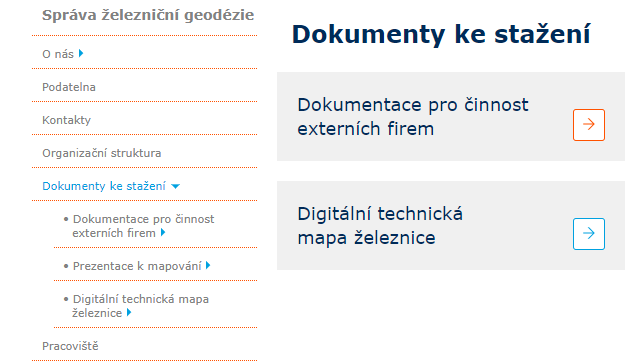 Správa železniční geodézie
O nás
Podatelna
Kontakty
Organizační struktura
Dokumenty ke stažení
• Dokumentace pro činnost
externích firem
• Prezentace k mapování
• Digitální technická mapa
železnice
Pracoviště
Dokumenty ke stažení
Dokumentace pro činnost
externích firem
Digitální technická
mapa železnice